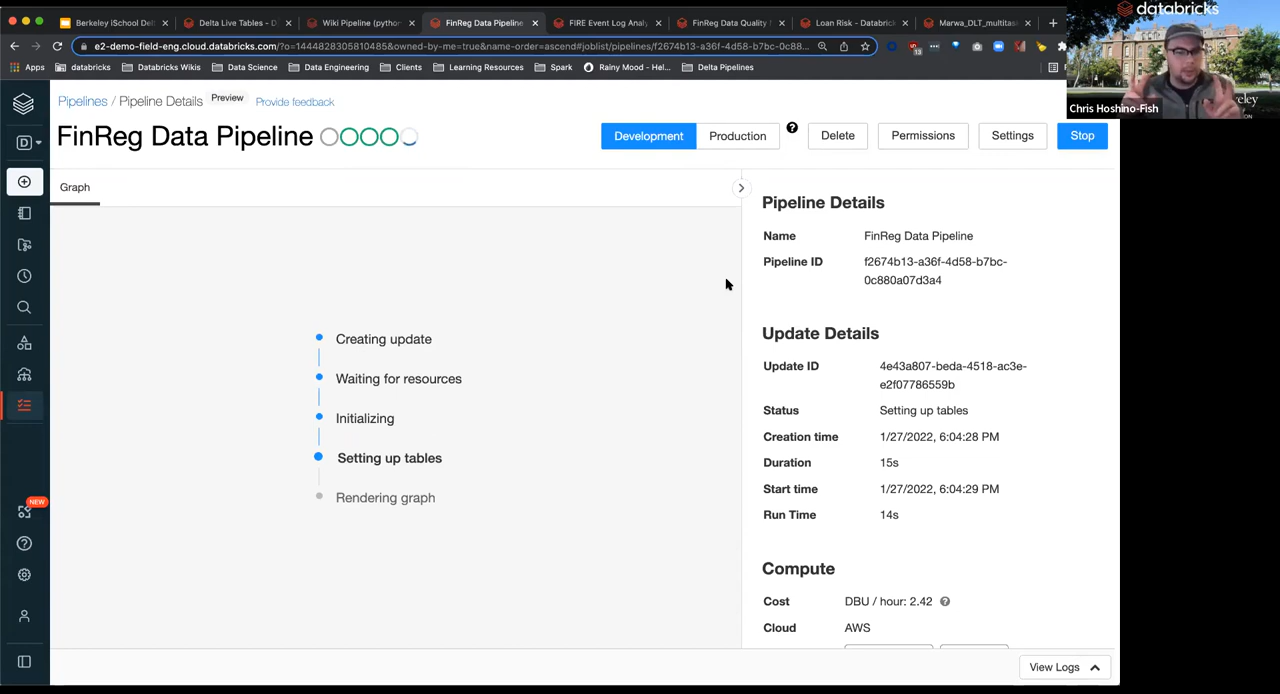 Berkeley iSchool Del
Delta Live Tables - D
Wiki Pipeline (pytho
FinReg Data Pipeline
FIRE Event Log Analy
FinReg Data Quality
Loan Risk - Databric
Marwa_DLT_multitas
e2-demo-field-eng.cloud.databricks.com/?o=1444828305810485&owned-by-me=true&name-order=ascend#joblist/pipelines/f2674b13-a36f-4d58-b7bc-0c88...
Apps
databricks
Databricks Wikis
Data Science
Data Engineering
Clients
Learning Resources
Spark
Rainy Mood - Hel...
Delta Pipelines
databricks
Chris Hoshino-Fish
Pipelines / Pipeline Details
Preview
Provide feedback
FinReg Data Pipeline
Development
Production
Delete
Permissions
Settings
Stop
Graph
Creating update
Waiting for resources
Initializing
Setting up tables
Rendering graph
Pipeline Details
Name FinReg Data Pipeline
Pipeline ID f2674b13-a36f-4d58-b7bc-
0c880a07d3a4
Update Details
Update ID 4e43a807-beda-4518-ac3e-
e2f07786559b
Status Setting up tables
Creation time 1/27/2022, 6:04:28 PM
Duration 15s
Start time 1/27/2022, 6:04:29 PM
Run Time 14s
Compute
Cost DBU / hour: 2.42
Cloud AWS
NEW
View Logs